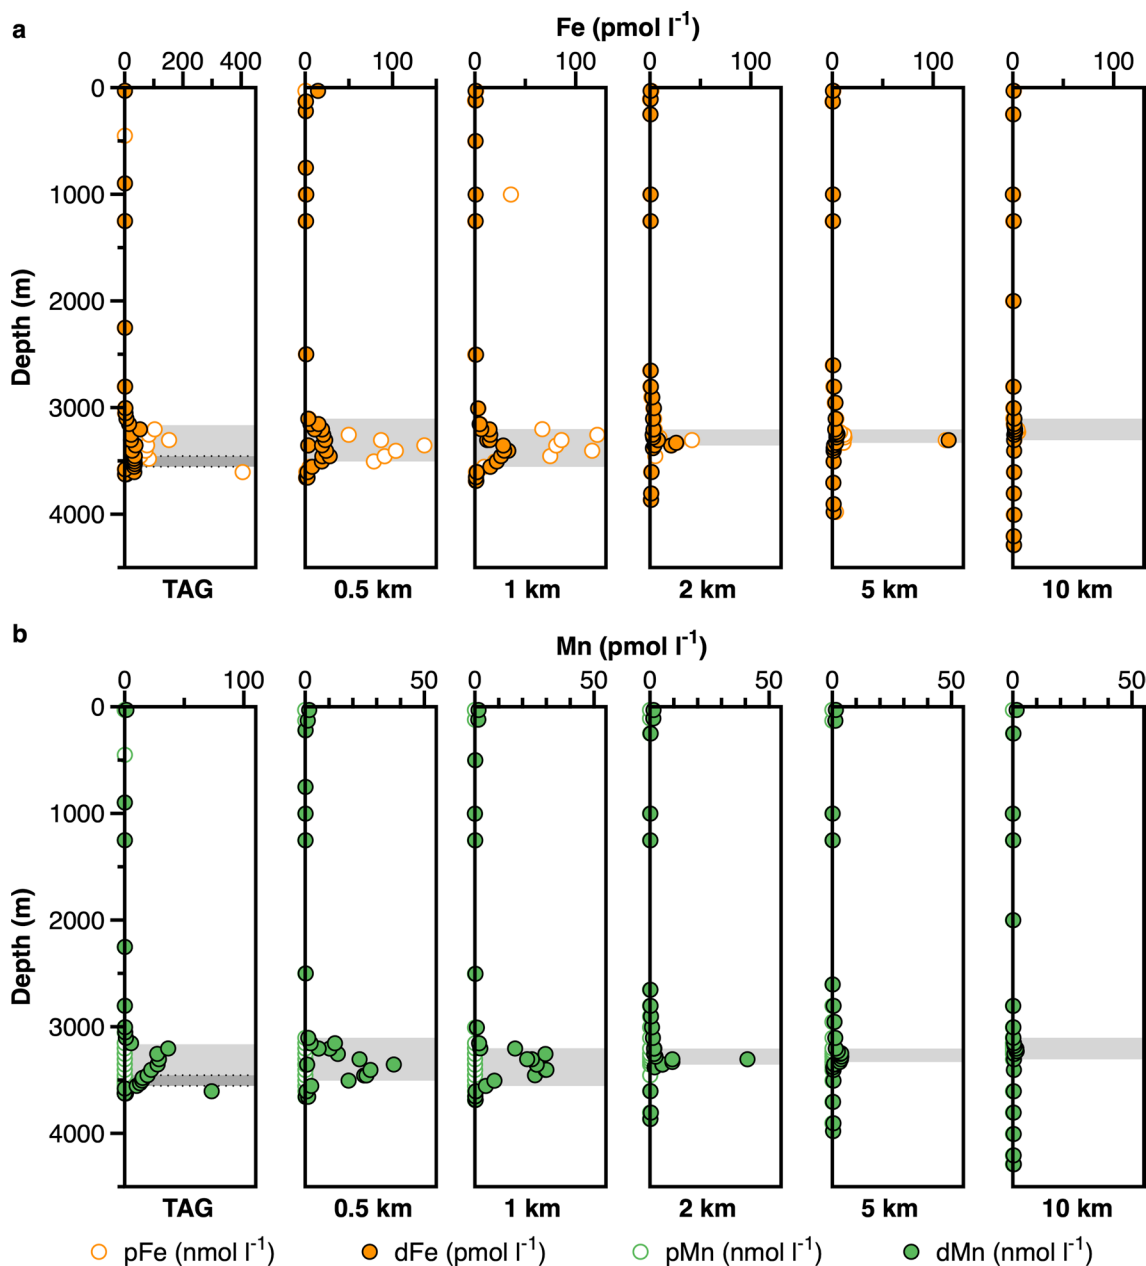 a
Fe (pmol l⁻¹)
0 200 400 0 100 0 100 0 100 0 100 0 100
0
1000
2000
3000
4000
Depth (m)
TAG 0.5 km 1 km 2 km 5 km 10 km
b
Mn (pmol l⁻¹)
0 100 0 50 0 50 0 50 0 50 0 50
0
1000
2000
3000
4000
Depth (m)
TAG 0.5 km 1 km 2 km 5 km 10 km
pFe (nmol l⁻¹) dFe (pmol l⁻¹) pMn (nmol l⁻¹) dMn (nmol l⁻¹)